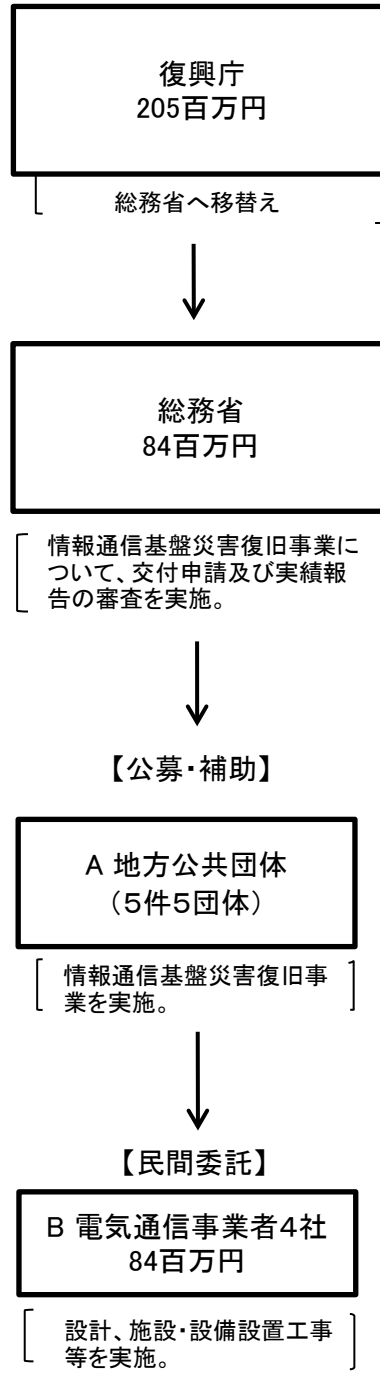 復興庁
205百万円
総務省へ移替え
総務省
84百万円
情報通信基盤災害復旧事業に
ついて、交付申請及び実績報
告の審査を実施。
【公募・補助】
A 地方公共団体
(5件5団体)
情報通信基盤災害復旧事
業を実施。
【民間委託】
B 電気通信事業者4社
84百万円
設計、施設・設備設置工事
等を実施。